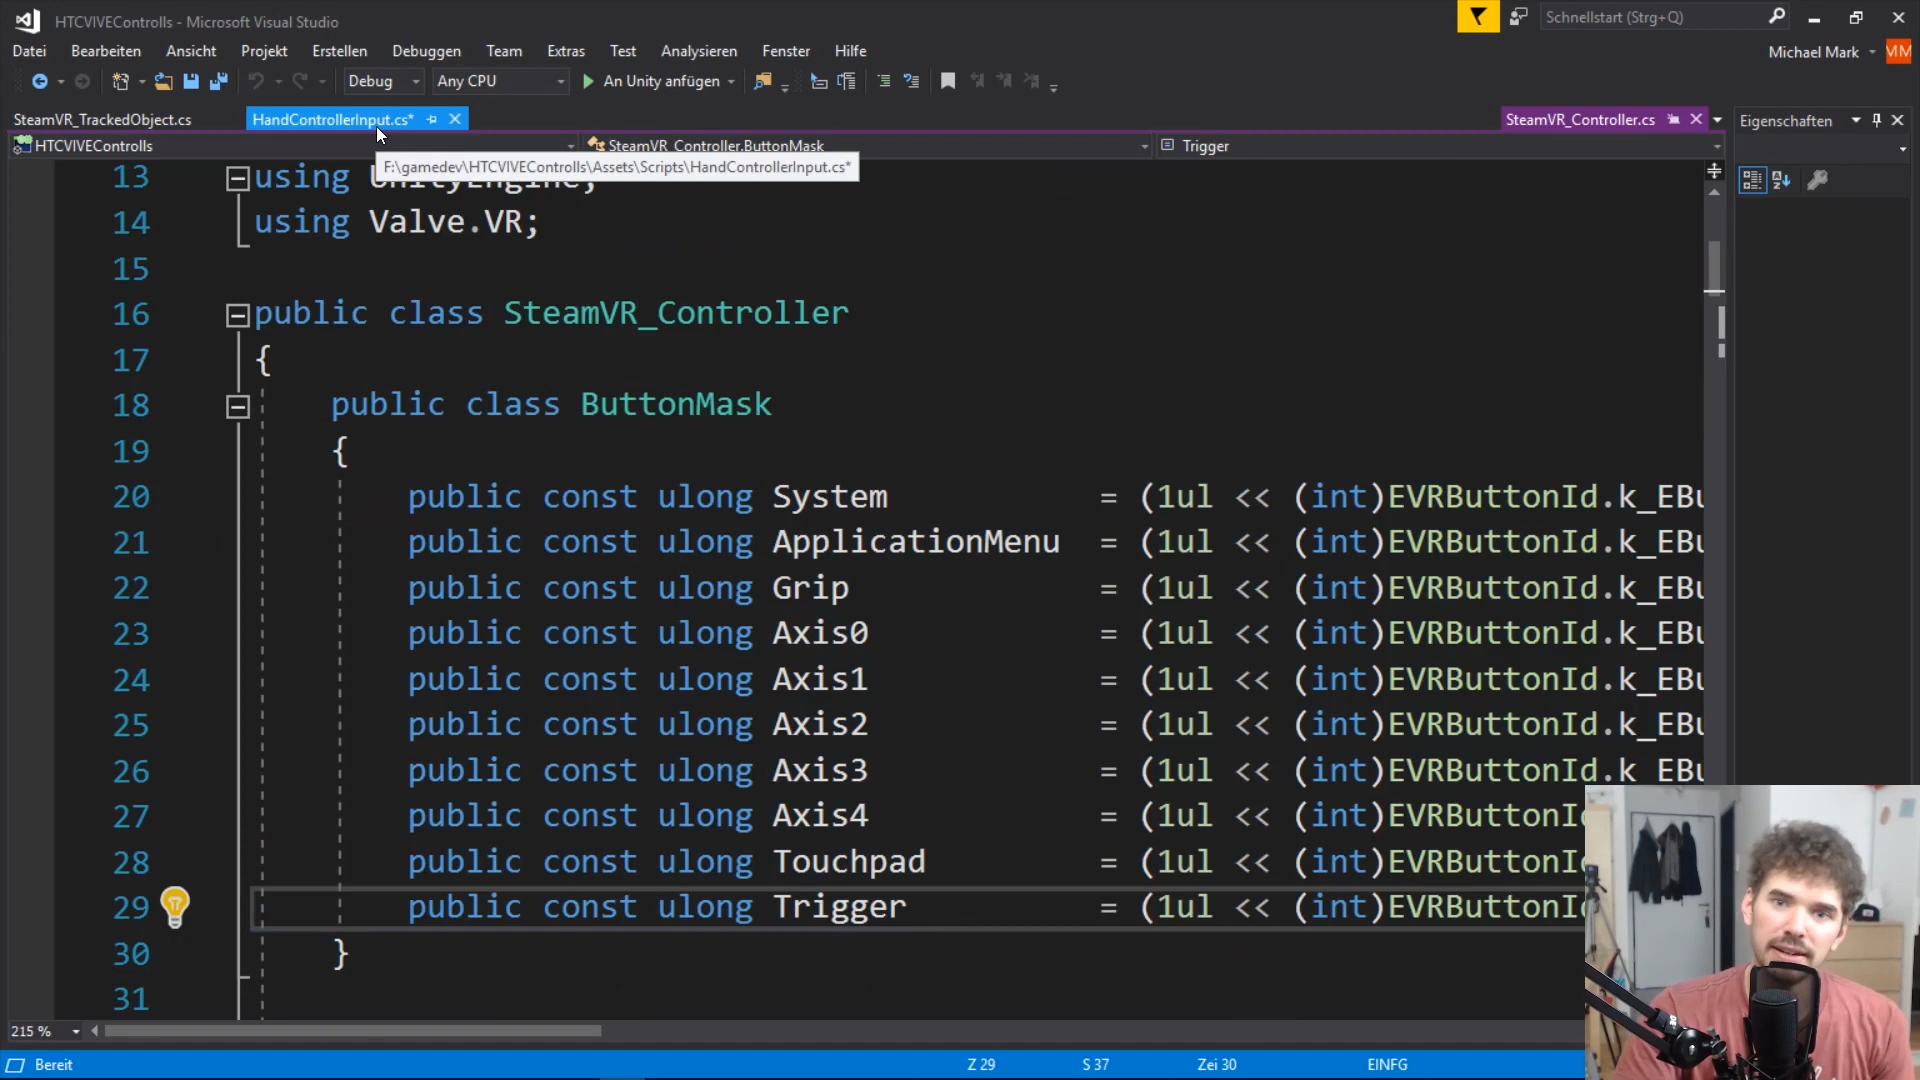 HTCVIVEControlls - Microsoft Visual Studio
Schnellstart (Strg+Q)
Datei Bearbeiten Ansicht Projekt Erstellen Debuggen Team Extras Test Analysieren Fenster Hilfe
Michael Mark MM
Debug Any CPU An Unity anfügen
SteamVR_TrackedObject.cs HandControllerInput.cs* SteamVR_Controller.cs Eigenschaften
HTCVIVEControlls SteamVR_Controller.ButtonMask Trigger
F:\gamedev\HTCVIVEControlls\Assets\Scripts\HandControllerInput.cs*
13 using UnityEngine;
14 using Valve.VR;
15
16 public class SteamVR_Controller
17 {
18 public class ButtonMask
19 {
20 public const ulong System = (1ul << (int)EVRButtonId.k_EBu
21 public const ulong ApplicationMenu = (1ul << (int)EVRButtonId.k_EBu
22 public const ulong Grip = (1ul << (int)EVRButtonId.k_EBu
23 public const ulong Axis0 = (1ul << (int)EVRButtonId.k_EBu
24 public const ulong Axis1 = (1ul << (int)EVRButtonId.k_EBu
25 public const ulong Axis2 = (1ul << (int)EVRButtonId.k_EBu
26 public const ulong Axis3 = (1ul << (int)EVRButtonId.k_EBu
27 public const ulong Axis4 = (1ul << (int)EVRButtonI
28 public const ulong Touchpad = (1ul << (int)EVRButtonI
29 public const ulong Trigger = (1ul << (int)EVRButtonI
30 }
31
215 %
Bereit Z 29 S 37 Zei 30 EINFG